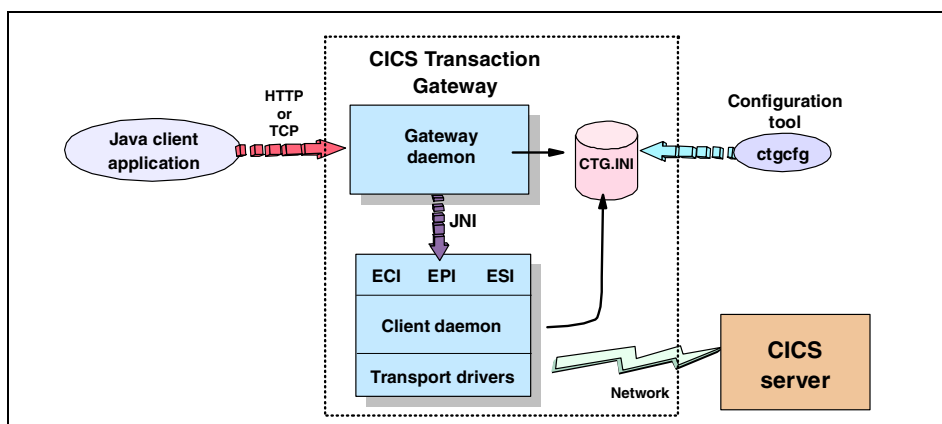 CICS Transaction
Gateway
HTTP
or
TCP
Java client
application
Gateway
daemon
CTG.INI
Configuration
tool
ctgcfg
JNI
ECI EPI ESI
Client daemon
Transport drivers
Network
CICS
server